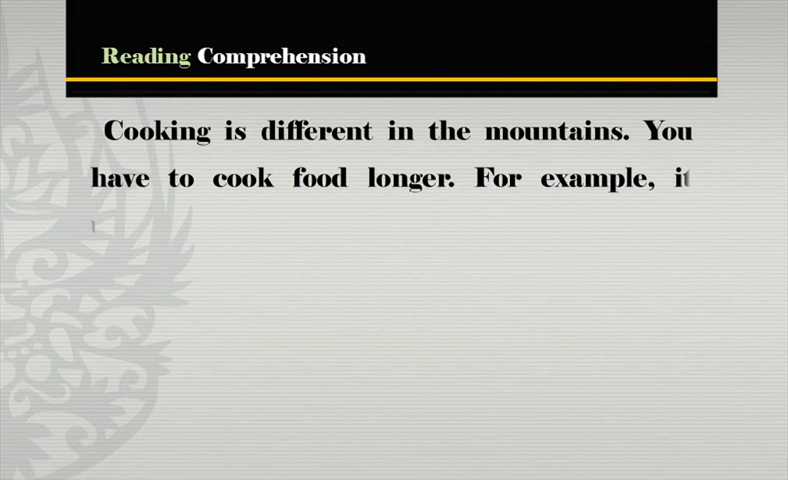 Reading Comprehension
Cooking is different in the mountains. You
have to cook food longer. For example, it